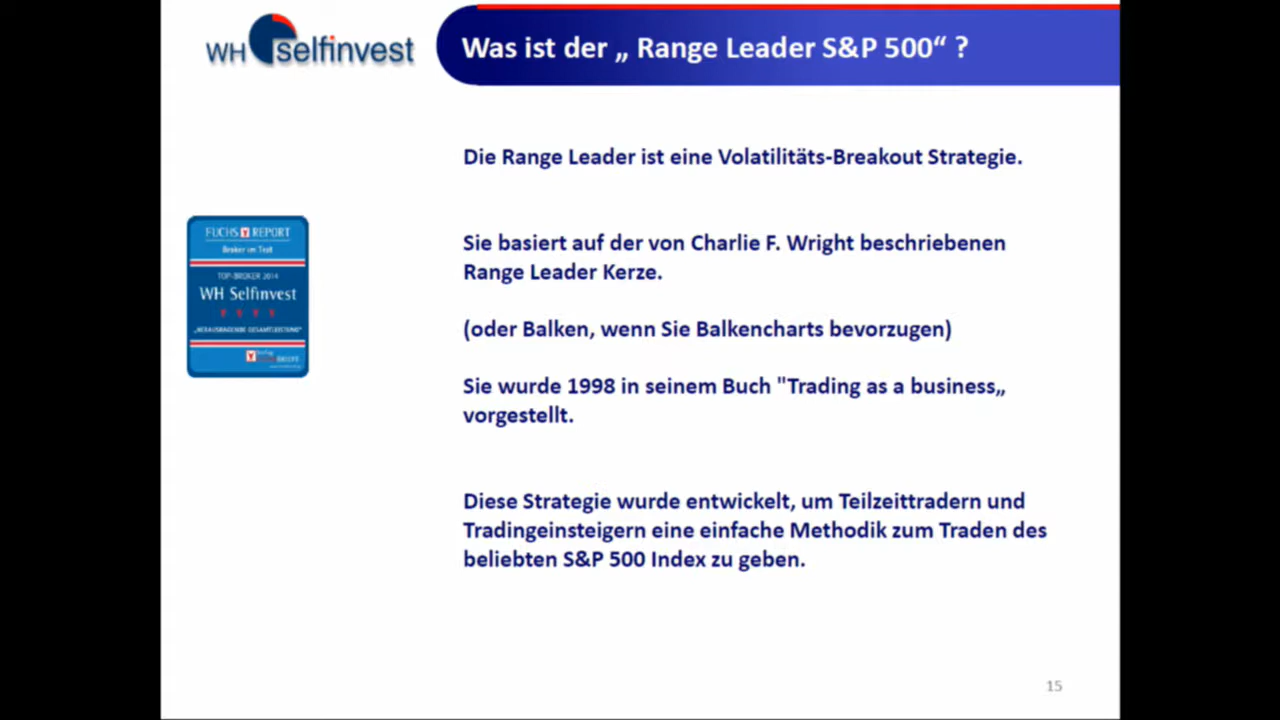 WH selfinvest
Was ist der „ Range Leader S&P 500“ ?
Die Range Leader ist eine Volatilitäts-Breakout Strategie.
FUCHS REPORT
Broker im Test
TOP-BROKER 2014
WH Selfinvest
„HERAUSRAGENDE GESAMTLEISTUNG“
Sie basiert auf der von Charlie F. Wright beschriebenen
Range Leader Kerze.
(oder Balken, wenn Sie Balkencharts bevorzugen)
Sie wurde 1998 in seinem Buch "Trading as a business„
vorgestellt.
Diese Strategie wurde entwickelt, um Teilzeittradern und
Tradingeinsteigern eine einfache Methodik zum Traden des
beliebten S&P 500 Index zu geben.
15